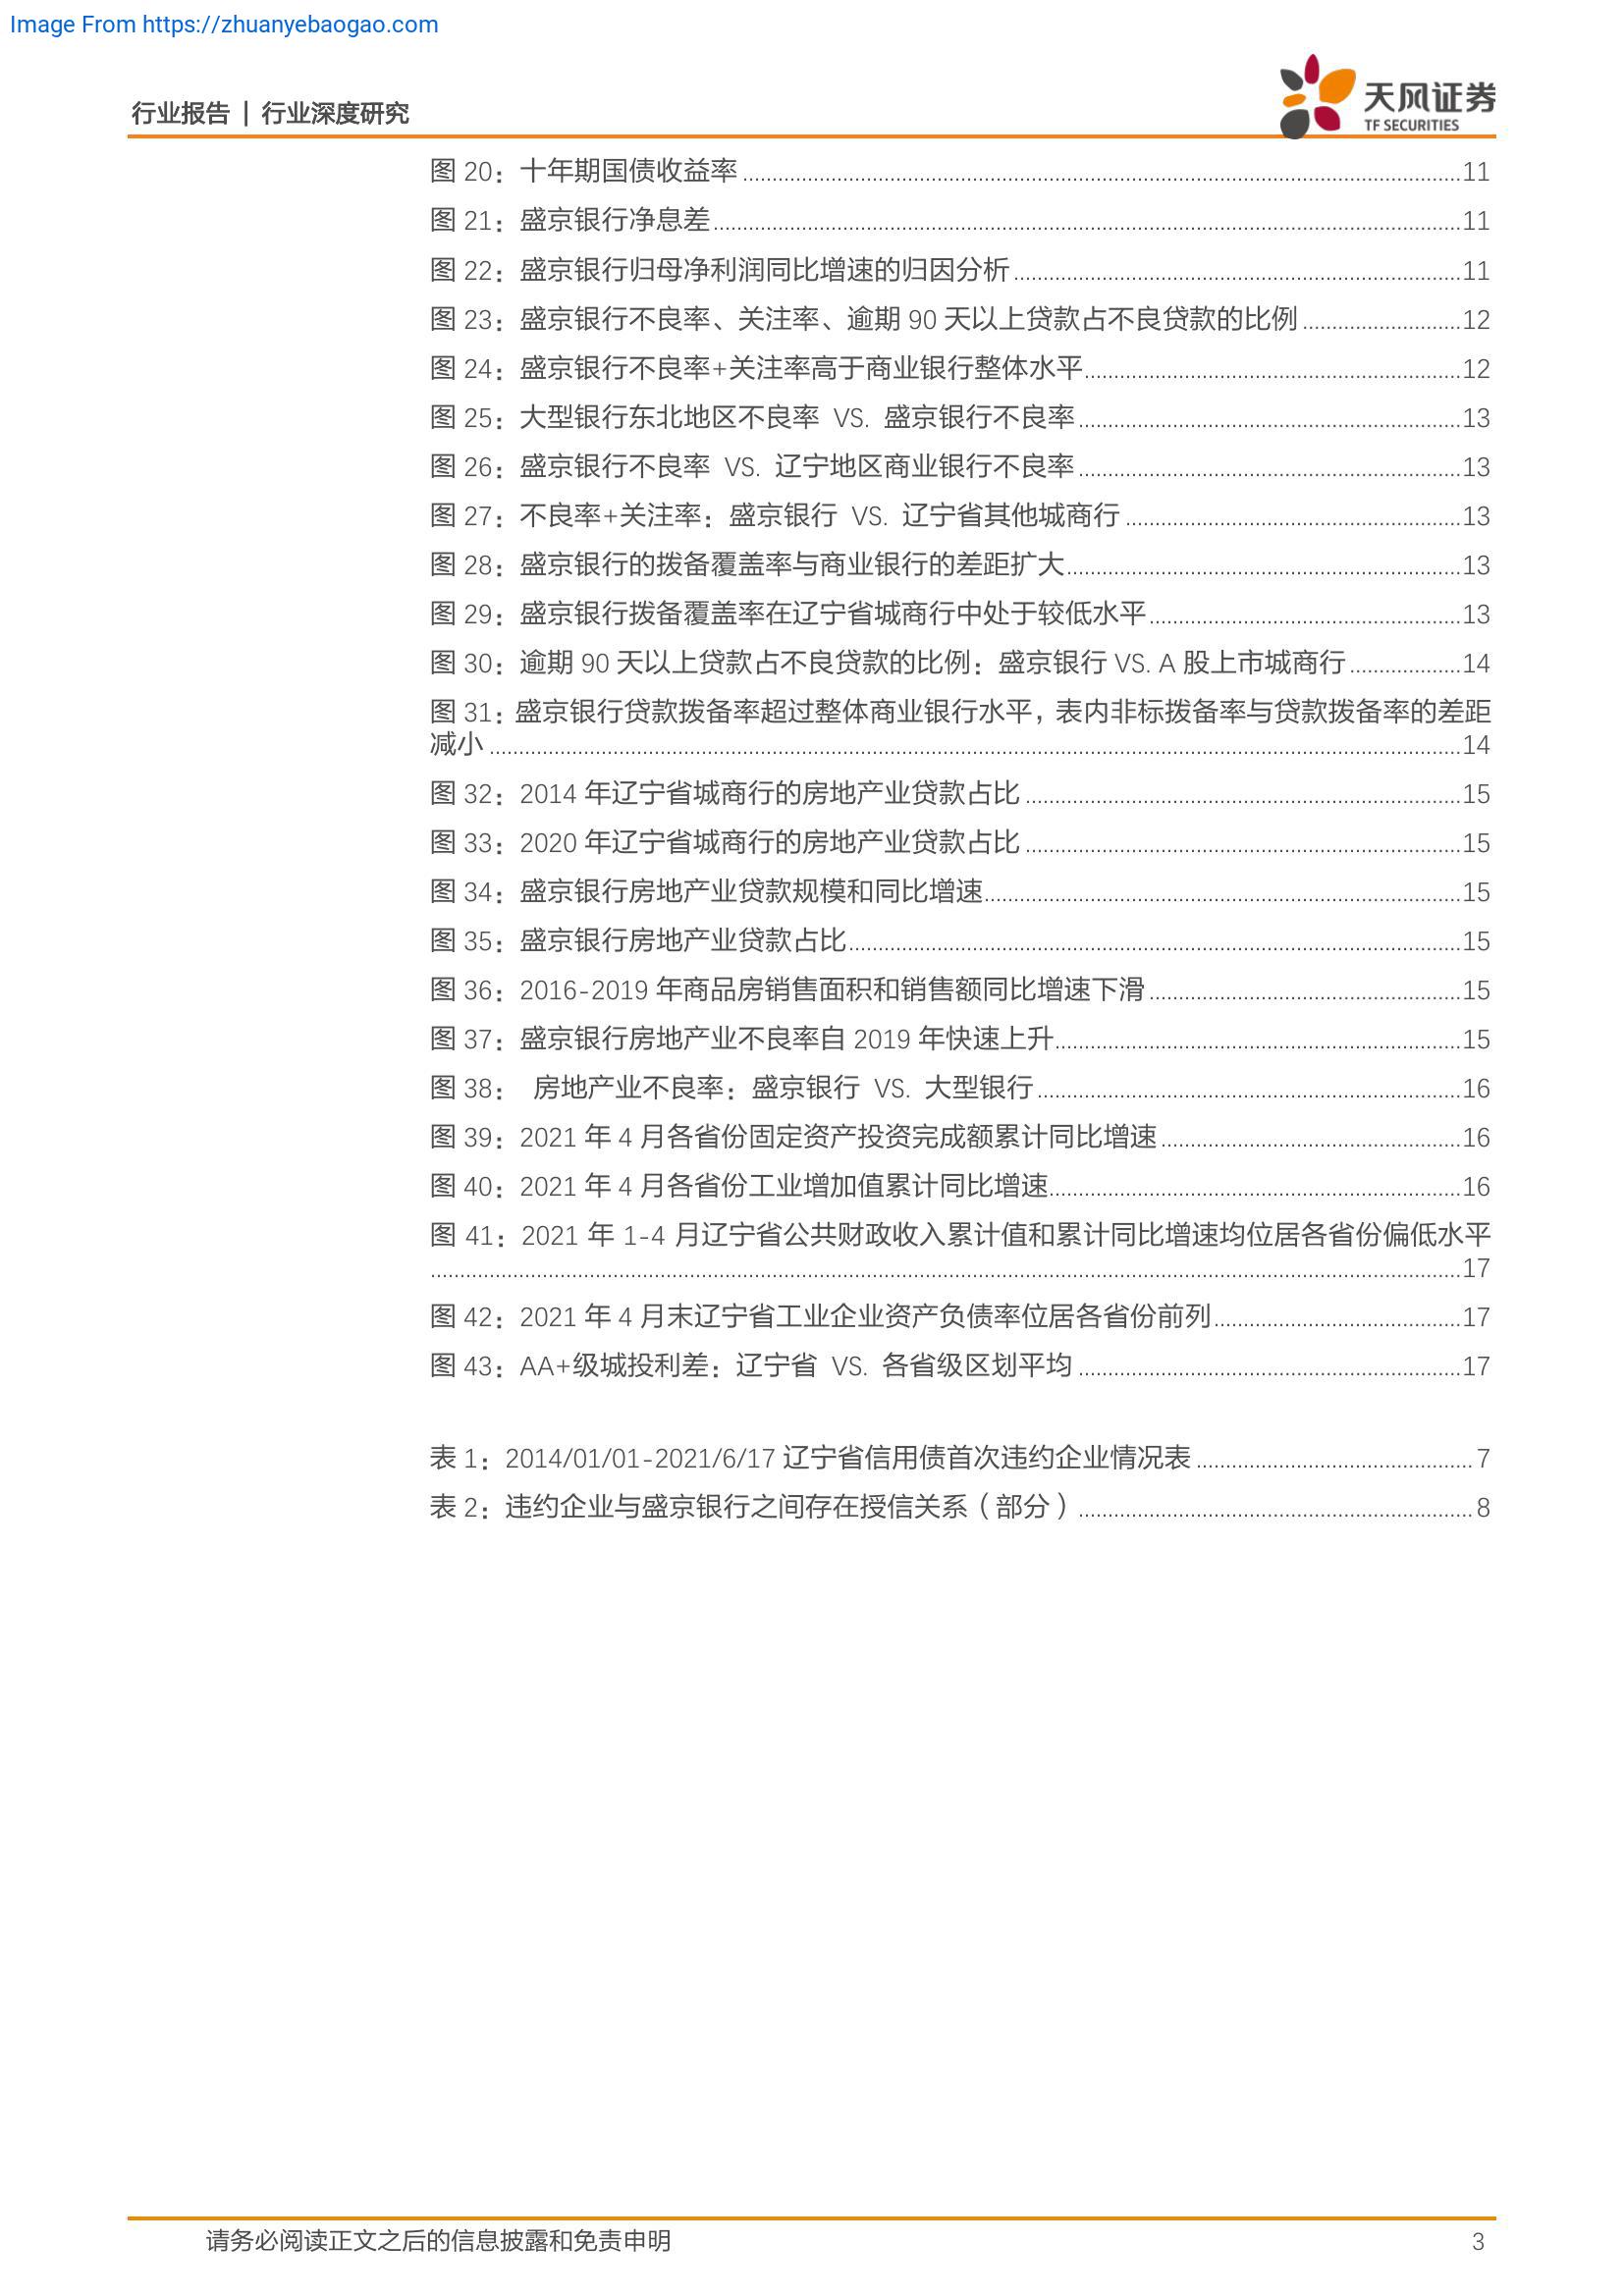 Image From https://zhuanyebaogao.com
行业报告 | 行业深度研究
天风证券
TF SECURITIES
图 20：十年期国债收益率 11
图 21：盛京银行净息差 11
图 22：盛京银行归母净利润同比增速的归因分析 11
图 23：盛京银行不良率、关注率、逾期 90 天以上贷款占不良贷款的比例 12
图 24：盛京银行不良率+关注率高于商业银行整体水平 12
图 25：大型银行东北地区不良率 VS. 盛京银行不良率 13
图 26：盛京银行不良率 VS. 辽宁地区商业银行不良率 13
图 27：不良率+关注率：盛京银行 VS. 辽宁省其他城商行 13
图 28：盛京银行的拨备覆盖率与商业银行的差距扩大 13
图 29：盛京银行拨备覆盖率在辽宁省城商行中处于较低水平 13
图 30：逾期 90 天以上贷款占不良贷款的比例：盛京银行 VS. A 股上市城商行 14
图 31：盛京银行贷款拨备率超过整体商业银行水平，表内非标拨备率与贷款拨备率的差距
减小 14
图 32：2014 年辽宁省城商行的房地产业贷款占比 15
图 33：2020 年辽宁省城商行的房地产业贷款占比 15
图 34：盛京银行房地产业贷款规模和同比增速 15
图 35：盛京银行房地产业贷款占比 15
图 36：2016-2019 年商品房销售面积和销售额同比增速下滑 15
图 37：盛京银行房地产业不良率自 2019 年快速上升 15
图 38： 房地产业不良率：盛京银行 VS. 大型银行 16
图 39：2021 年 4 月各省份固定资产投资完成额累计同比增速 16
图 40：2021 年 4 月各省份工业增加值累计同比增速 16
图 41：2021 年 1-4 月辽宁省公共财政收入累计值和累计同比增速均位居各省份偏低水平
17
图 42：2021 年 4 月末辽宁省工业企业资产负债率位居各省份前列 17
图 43：AA+级城投利差：辽宁省 VS. 各省级区划平均 17
表 1：2014/01/01-2021/6/17 辽宁省信用债首次违约企业情况表 7
表 2：违约企业与盛京银行之间存在授信关系（部分） 8
请务必阅读正文之后的信息披露和免责申明 3